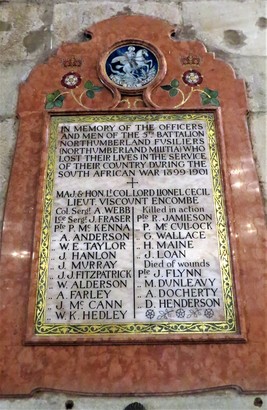 IN MEMORY OF THE OFFICERS
AND MEN OF THE 5TH BATTALION
NORTHUMBERLAND FUSILIERS
(NORTHUMBERLAND MILITIA) WHO
LOST THEIR LIVES IN THE SERVICE
OF THEIR COUNTRY DURING THE
SOUTH AFRICAN WAR 1899-1901
MAJ & HON LT COL LORD LIONEL CECIL
LIEUT. VISCOUNT ENCOMBE
Col Sergt A WEBB
Lce Sergt J. FRASER
Pte P. Mc KENNA
„ A. ANDERSON
„ W. E. TAYLOR
„ J. HANLON
„ J. MURRAY
„ J. J. FITZPATRICK
„ W. ALDERSON
„ A. FARLEY
„ J. Mc CANN
„ W. K. HEDLEY
Killed in action
Pte R. JAMIESON
„ P. Mc CULLOCK
„ G. WALLACE
„ H. MAINE
„ J. LOAN
Died of wounds
Pte J. FLYNN
„ M. DUNLEAVY
„ A. DOCHERTY
„ D. HENDERSON